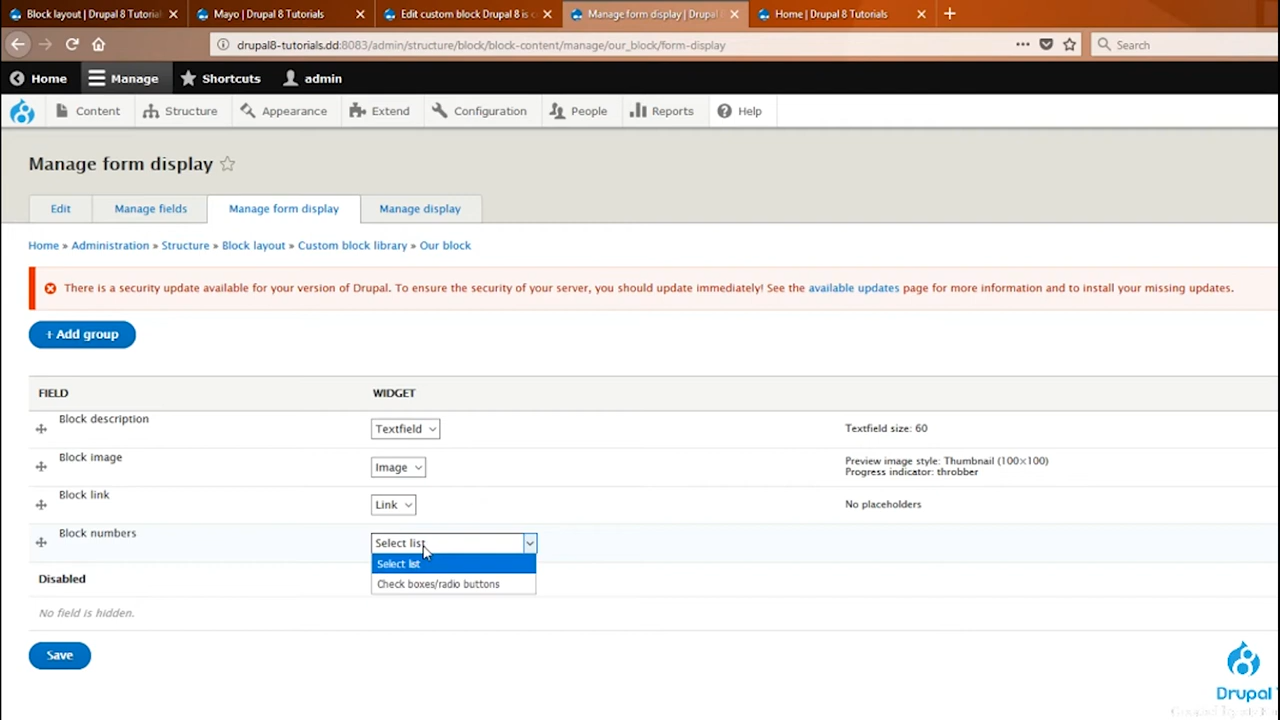 Block layout | Drupal 8 Tutorial
Mayo | Drupal 8 Tutorials
Edit custom block Drupal 8 is
Manage form display | Drupal
Home | Drupal 8 Tutorials
drupal8-tutorials.dd:8083/admin/structure/block/block-content/manage/our_block/form-display
Search
Home
Manage
Shortcuts
admin
Content
Structure
Appearance
Extend
Configuration
People
Reports
Help
Manage form display
Edit
Manage fields
Manage form display
Manage display
Home » Administration » Structure » Block layout » Custom block library » Our block
There is a security update available for your version of Drupal. To ensure the security of your server, you should update immediately! See the available updates page for more information and to install your missing updates.
+ Add group
FIELD WIDGET
Block description
Textfield
Textfield size: 60
Block image
Image
Preview image style: Thumbnail (100×100)
Progress indicator: throbber
Block link
Link
No placeholders
Block numbers
Select list
Select list
Check boxes/radio buttons
Disabled
No field is hidden.
Save
Drupal